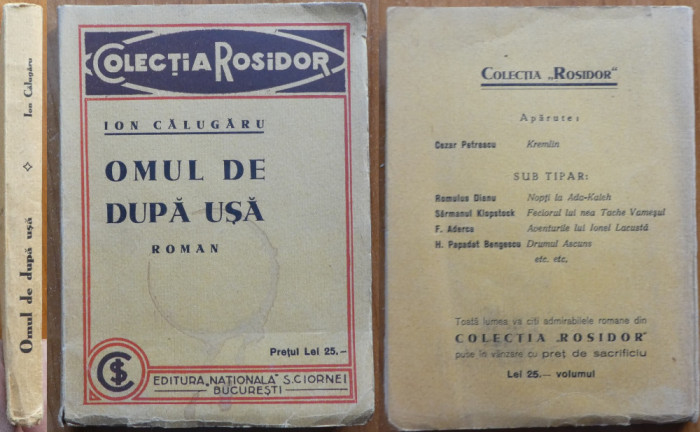 Omul de după ușă
Ion Călugăru
COLECȚIA ROSIDOR
ION CĂLUGĂRU
OMUL DE
DUPĂ UȘĂ
ROMAN
Prețul Lei 25.-
CS
EDITURA „NAȚIONALA" S. CIORNEI
BUCUREȘTI
COLECȚIA „ROSIDOR"
Apărute:
Cezar Petrescu Kremlin
SUB TIPAR:
Romulus Dianu Nopți la Ada-Kaleh
Sărmanul Klopstock Feciorul lui nea Tache Vameșul
F. Aderca Aventurile lui Ionel Lacustă
H. Papadat Bengescu Drumul Ascuns
etc. etc.
Toată lumea va citi admirabilele romane din
COLECȚIA „ROSIDOR"
puse în vânzare cu preț de sacrificiu
Lei 25.— volumul